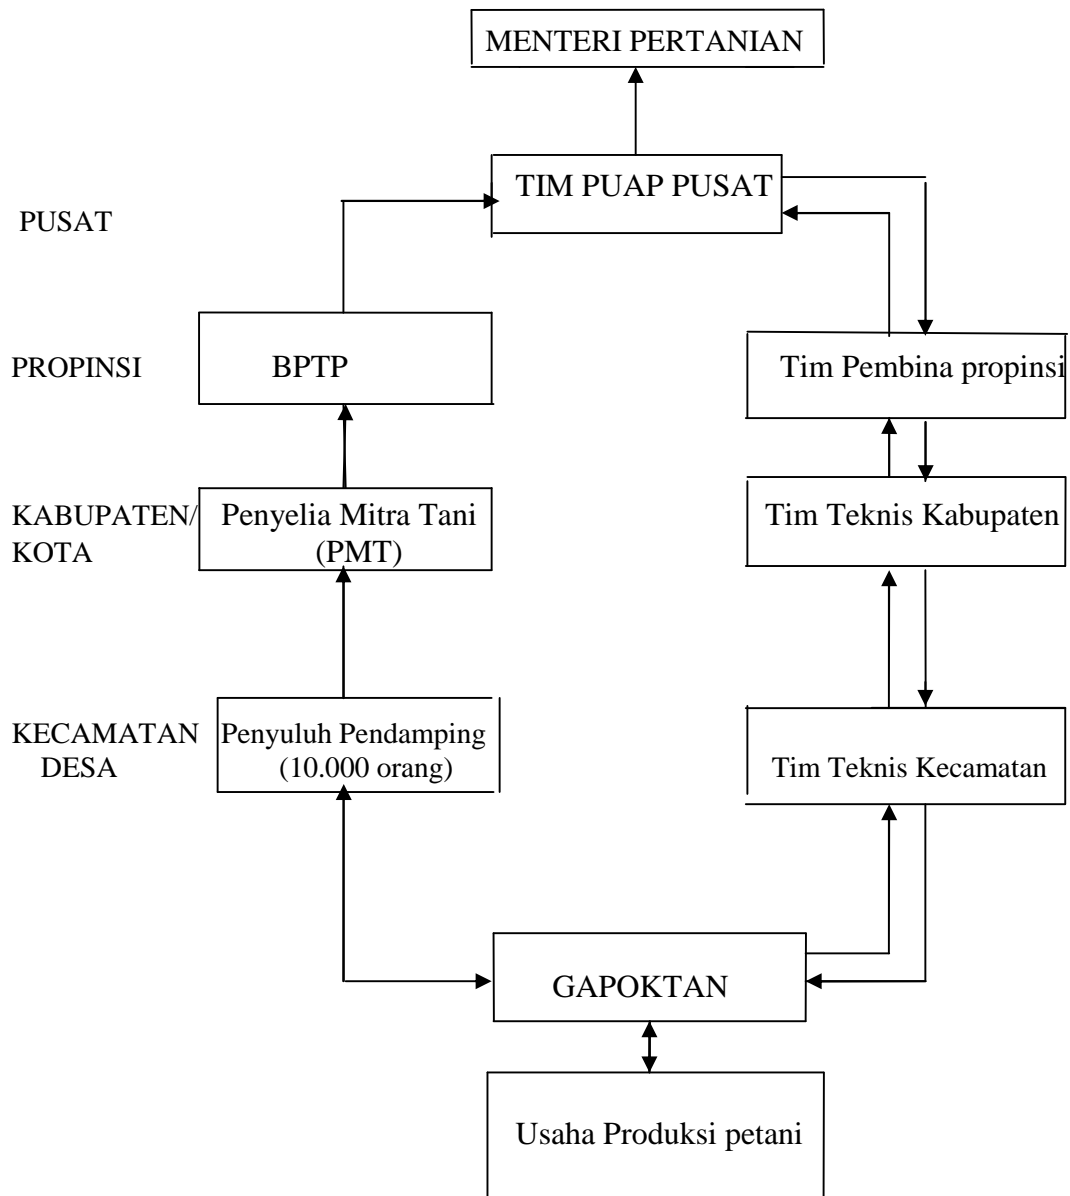 MENTERI PERTANIAN
TIM PUAP PUSAT
PUSAT
PROPINSI
BPTP
Tim Pembina propinsi
KABUPATEN/
KOTA
Penyelia Mitra Tani
(PMT)
Tim Teknis Kabupaten
KECAMATAN
DESA
Penyuluh Pendamping
(10.000 orang)
Tim Teknis Kecamatan
GAPOKTAN
Usaha Produksi petani